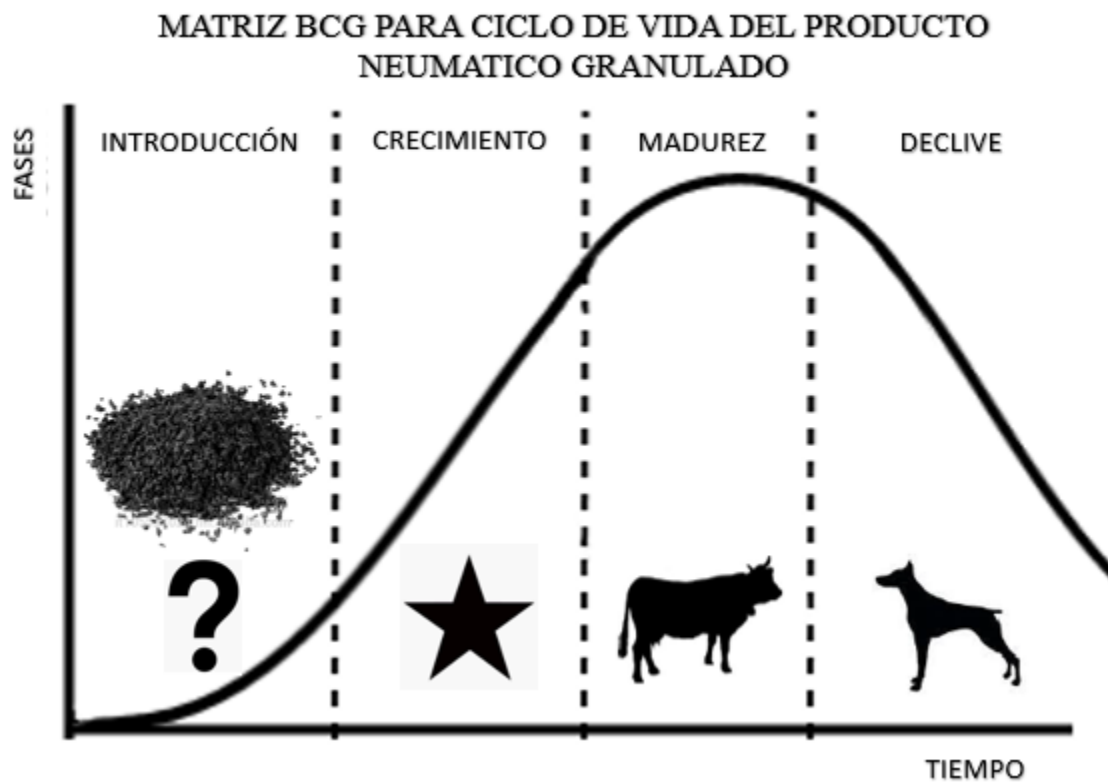 MATRIZ BCG PARA CICLO DE VIDA DEL PRODUCTO
NEUMATICO GRANULADO
FASES
INTRODUCCIÓN
CRECIMIENTO
MADUREZ
DECLIVE
?
TIEMPO